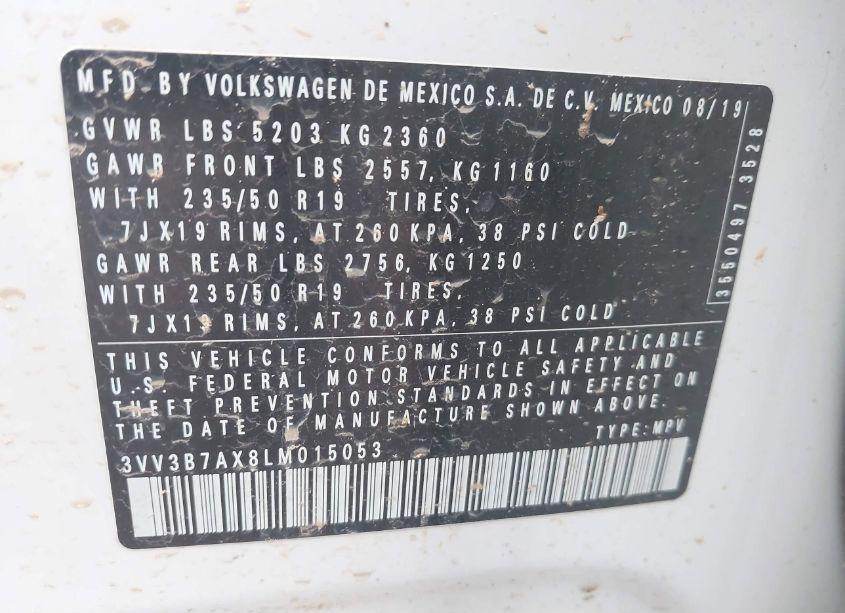 MFD. BY VOLKSWAGEN DE MEXICO S.A. DE C.V. MEXICO 08/19
GVWR LBS 5203 KG 2360
GAWR FRONT LBS 2557, KG 1160
WITH 235/50 R19 TIRES,
7JX19 RIMS, AT 260 KPA, 38 PSI COLD
GAWR REAR LBS 2756, KG 1250
WITH 235/50 R19 TIRES,
7JX19 RIMS, AT 260 KPA, 38 PSI COLD
3550497 3528
THIS VEHICLE CONFORMS TO ALL APPLICABLE
U.S. FEDERAL MOTOR VEHICLE SAFETY AND
THEFT PREVENTION STANDARDS IN EFFECT ON
THE DATE OF MANUFACTURE SHOWN ABOVE.
TYPE: MPV
3VV3B7AX8LM015053